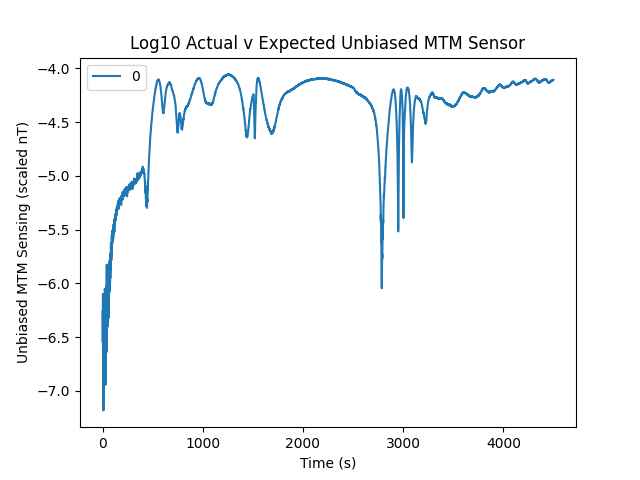 Log10 Actual v Expected Unbiased MTM Sensor
0
Unbiased MTM Sensing (scaled nT)
−4.0
−4.5
−5.0
−5.5
−6.0
−6.5
−7.0
0 1000 2000 3000 4000
Time (s)